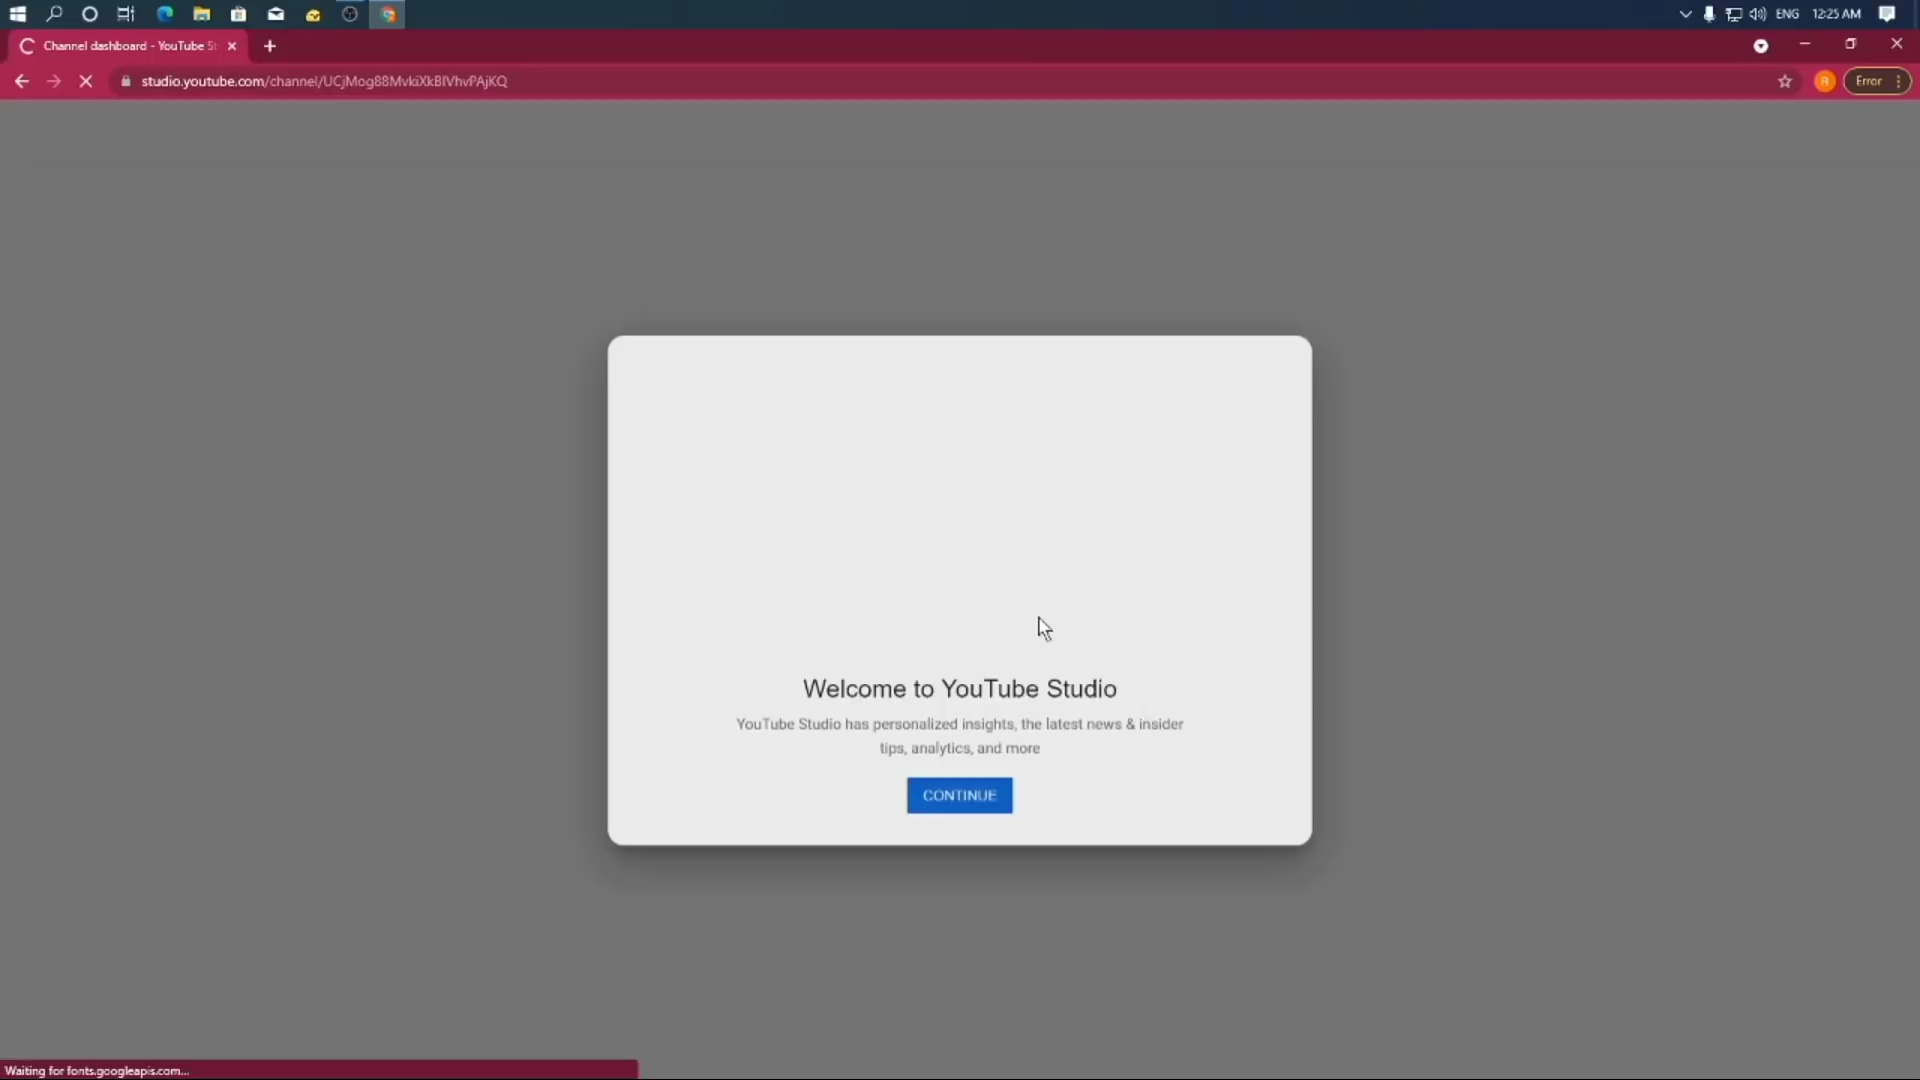 ENG 12:25 AM
Channel dashboard - YouTube St
studio.youtube.com/channel/UCjMog88MvkiXkBIVhvPAjKQ
R
Error
Welcome to YouTube Studio
YouTube Studio has personalized insights, the latest news & insider
tips, analytics, and more
CONTINUE
Waiting for fonts.googleapis.com...